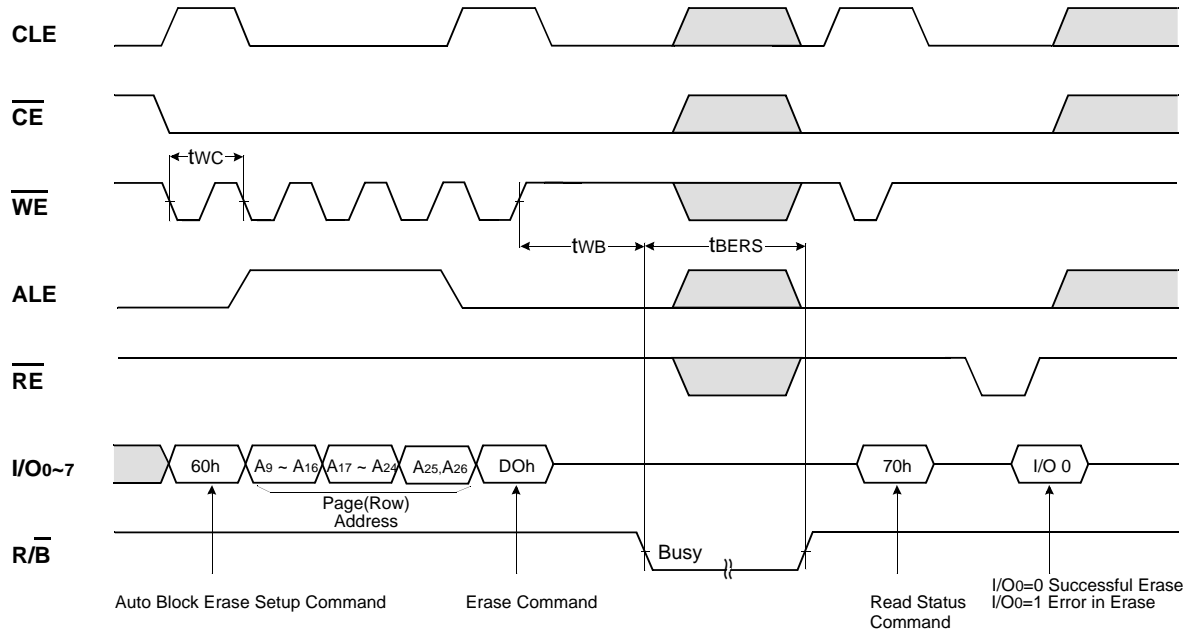 CLE
CE
tWC
WE
tWB
tBERS
ALE
RE
I/O0~7
60h
A9 ~ A16
A17 ~ A24
A25,A26
DOh
70h
I/O 0
Page(Row)
Address
R/B
Busy
Auto Block Erase Setup Command
Erase Command
Read Status
Command
I/O0=0 Successful Erase
I/O0=1 Error in Erase